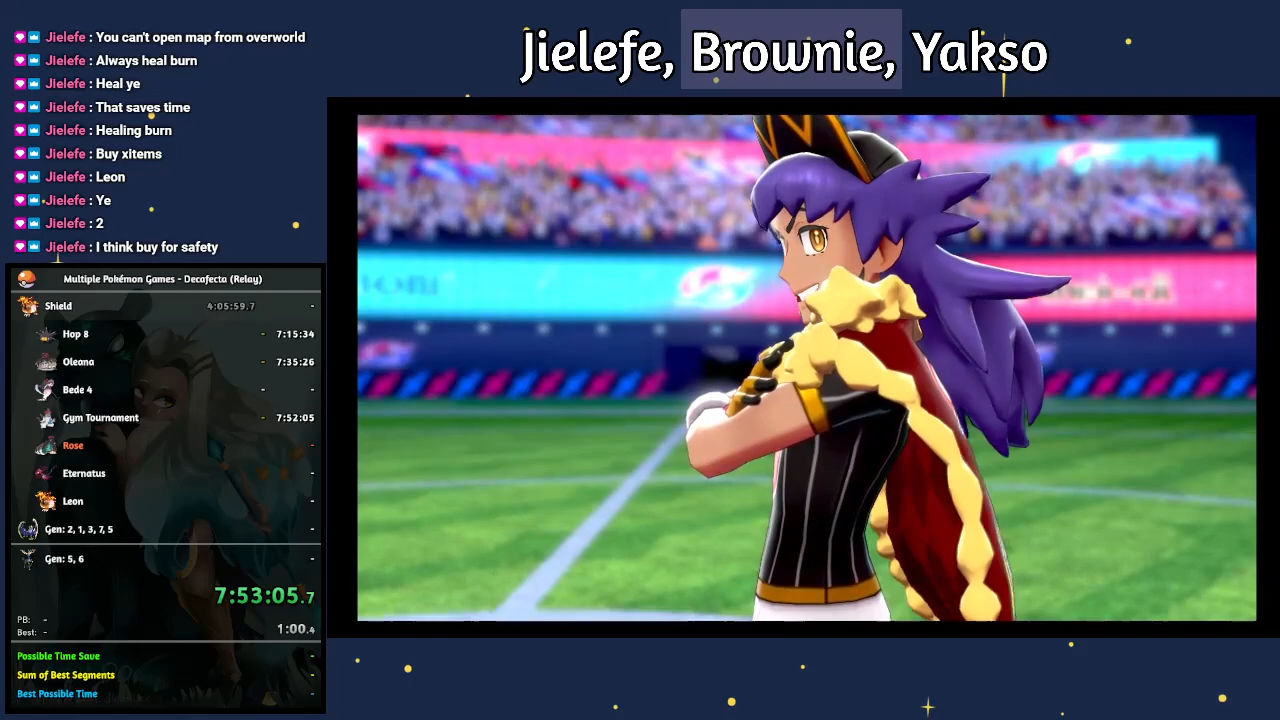 Jielefe, Brownie, Yakso
Jielefe : You can't open map from overworld
Jielefe : Always heal burn
Jielefe : Heal ye
Jielefe : That saves time
Jielefe : Healing burn
Jielefe : Buy xitems
Jielefe : Leon
Jielefe : Ye
Jielefe : 2
Jielefe : I think buy for safety
Multiple Pokémon Games - Decafecta (Relay)
Shield 4:05:59.7 -
Hop 8 - 7:15:34
Oleana - 7:35:26
Bede 4 - -
Gym Tournament - 7:52:05
Rose -
Eternatus -
Leon -
Gen: 2, 1, 3, 7, 5 -
Gen: 5, 6 -
7:53:05.7
PB: -
Best: -
1:00.4
Possible Time Save -
Sum of Best Segments -
Best Possible Time -